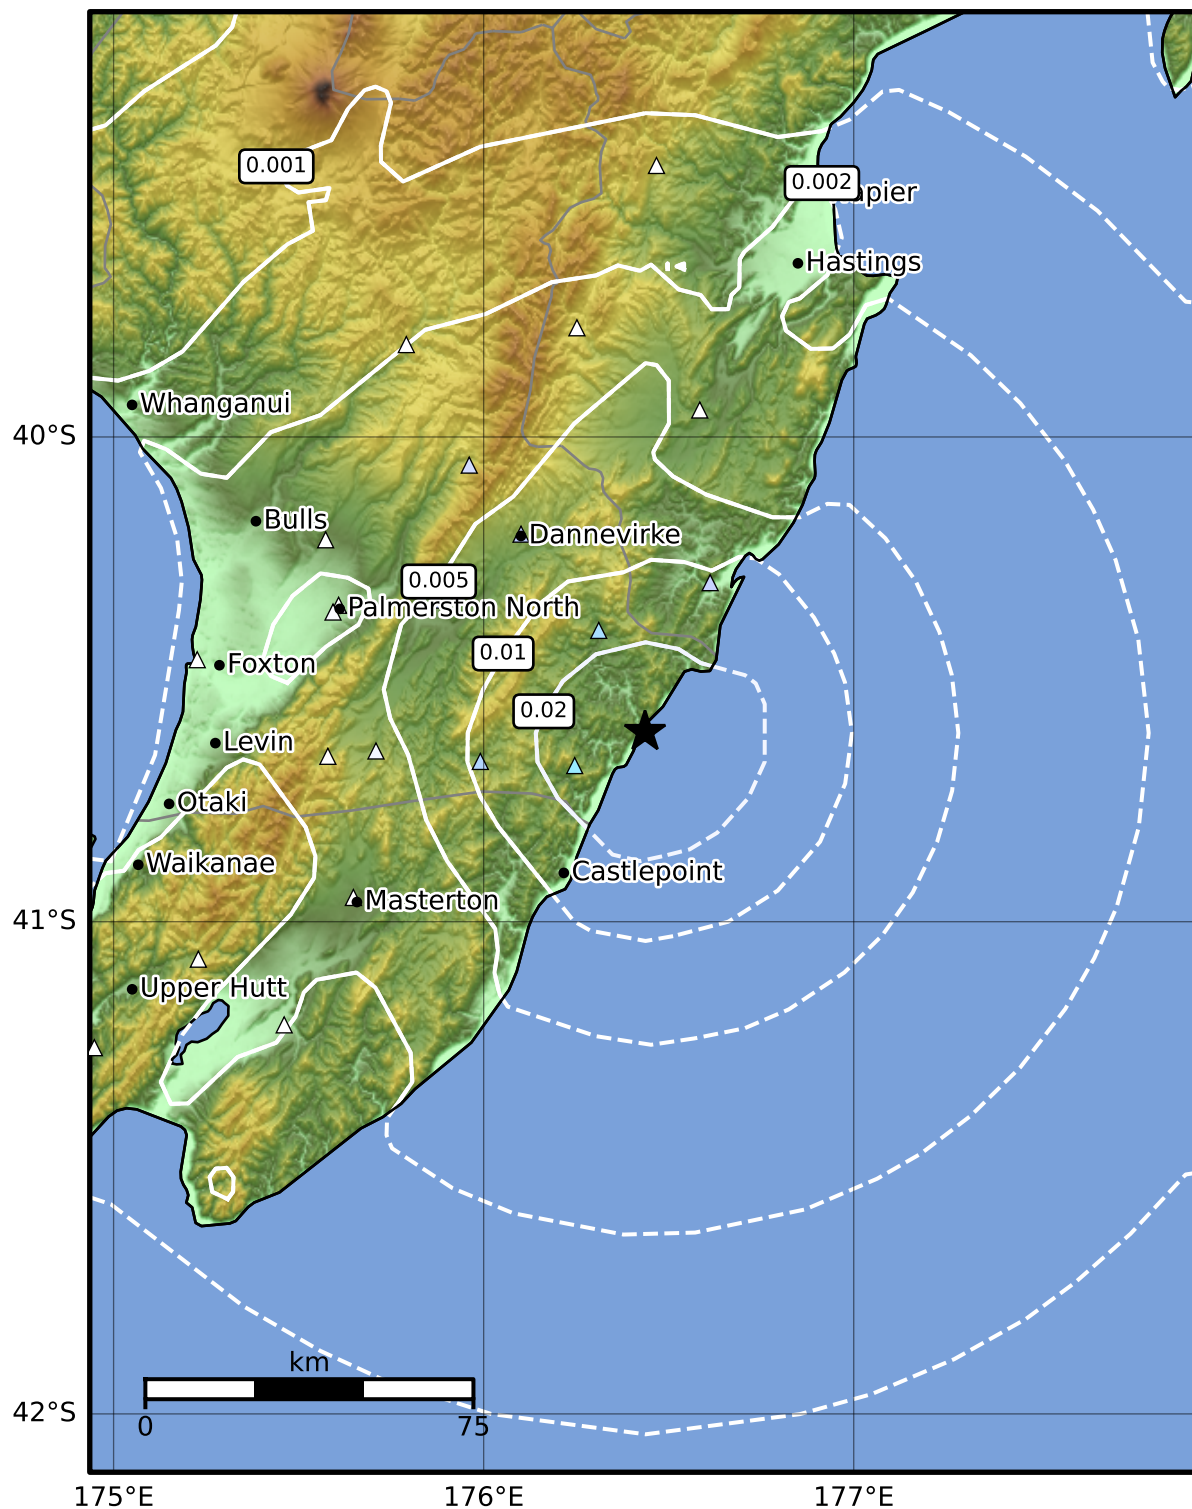 0.001
0.002
apier
Hastings
Whanganui
40°S
Bulls
Dannevirke
0.005
Palmerston North
0.01
Foxton
0.02
Levin
Otaki
Waikanae
Castlepoint
Masterton
41°S
Upper Hutt
km
0
75
42°S
175°E
176°E
177°E